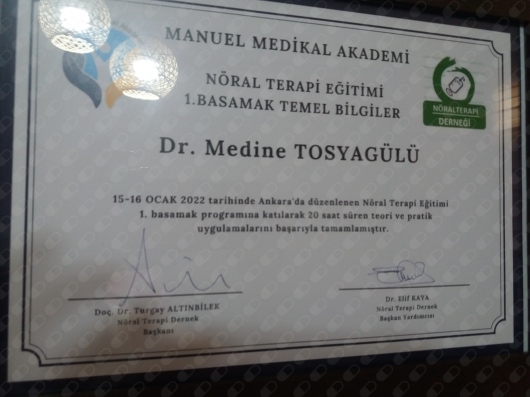 MANUEL MEDİKAL AKADEMİ
NÖRAL TERAPİ EĞİTİMİ
1.BASAMAK TEMEL BİLGİLER
NÖRALTERAPİ
DERNEĞİ
Dr. Medine TOSYAGÜLÜ
15-16 OCAK 2022 tarihinde Ankara'da düzenlenen Nöral Terapi Eğitimi
1. basamak programına katılarak 20 saat süren teori ve pratik
uygulamalarını başarıyla tamamlamıştır.
Doç. Dr. Turgay ALTINBİLEK
Nöral Terapi Dernek
Başkanı
Dr. Elif KAYA
Nöral Terapi Dernek
Başkan Yardımcısı